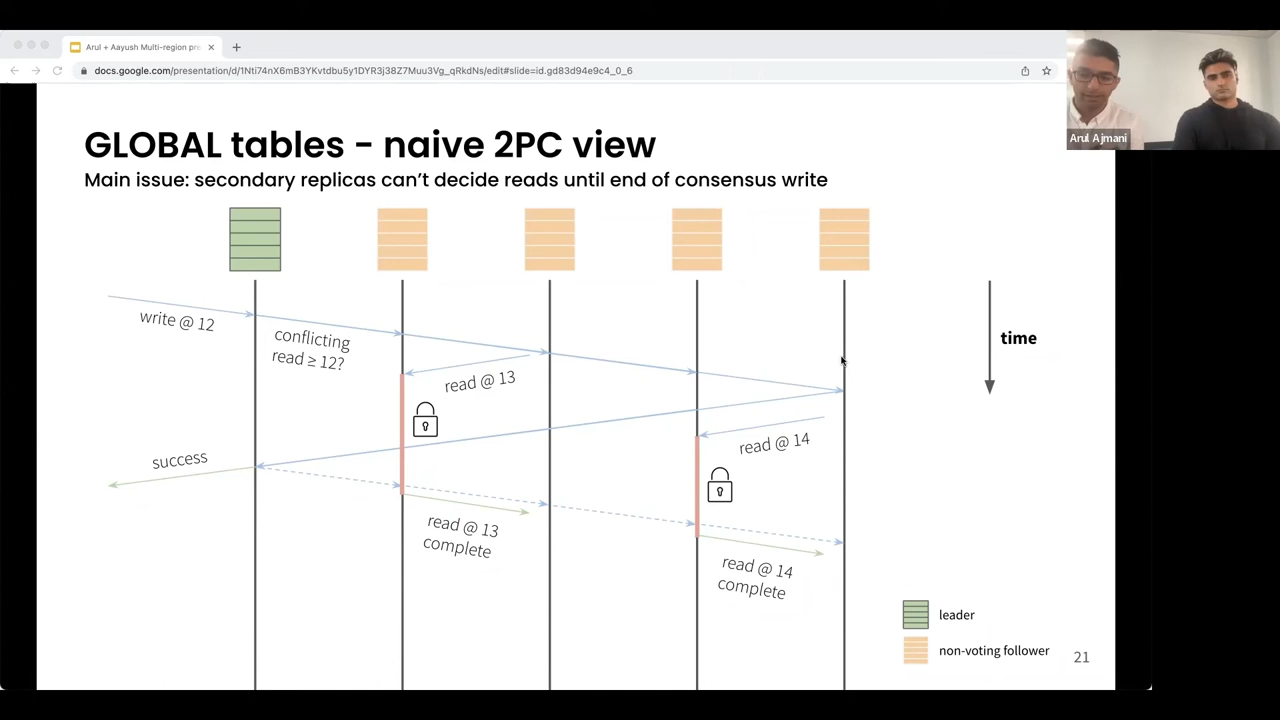 Arul + Aayush Multi-region pre
docs.google.com/presentation/d/1Nti74nX6mB3YKvtdbu5y1DYR3j38Z7Muu3Vg_qRkdNs/edit#slide=id.gd83d94e9c4_0_6
Arul Ajmani
GLOBAL tables - naive 2PC view
Main issue: secondary replicas can't decide reads until end of consensus write
write @ 12
conflicting
read ≥ 12?
time
read @ 13
read @ 14
success
read @ 13
complete
read @ 14
complete
leader
non-voting follower
21